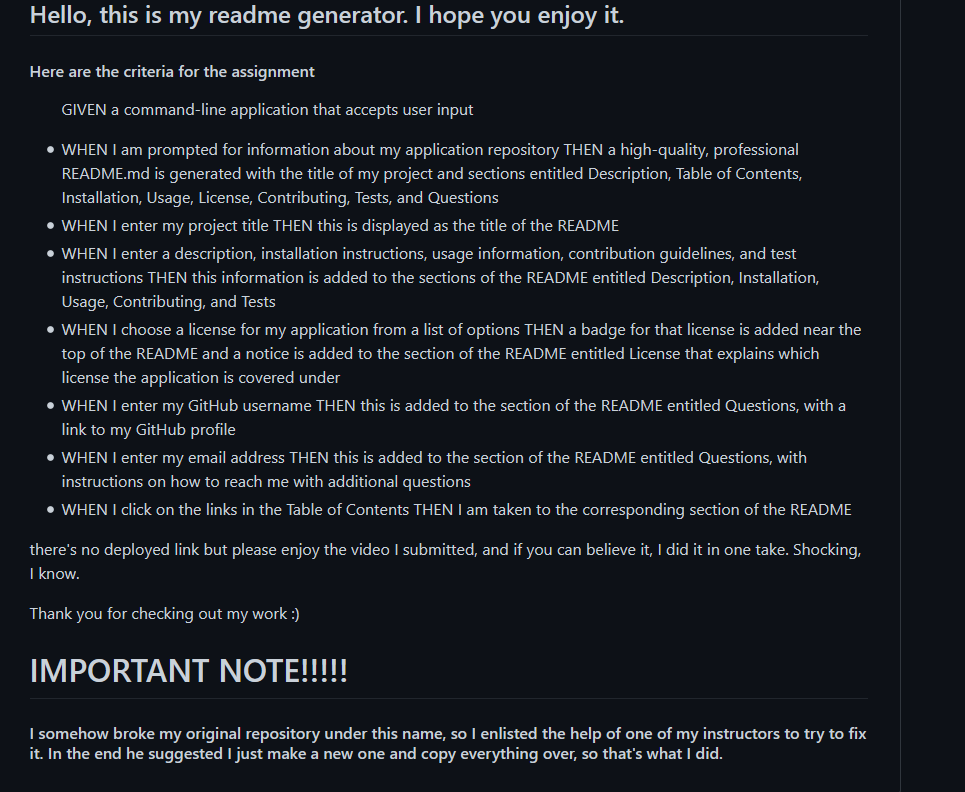 Hello, this is my readme generator. I hope you enjoy it.
Here are the criteria for the assignment
GIVEN a command-line application that accepts user input
WHEN I am prompted for information about my application repository THEN a high-quality, professional
README.md is generated with the title of my project and sections entitled Description, Table of Contents,
Installation, Usage, License, Contributing, Tests, and Questions
WHEN I enter my project title THEN this is displayed as the title of the README
WHEN I enter a description, installation instructions, usage information, contribution guidelines, and test
instructions THEN this information is added to the sections of the README entitled Description, Installation,
Usage, Contributing, and Tests
WHEN I choose a license for my application from a list of options THEN a badge for that license is added near the
top of the README and a notice is added to the section of the README entitled License that explains which
license the application is covered under
WHEN I enter my GitHub username THEN this is added to the section of the README entitled Questions, with a
link to my GitHub profile
WHEN I enter my email address THEN this is added to the section of the README entitled Questions, with
instructions on how to reach me with additional questions
WHEN I click on the links in the Table of Contents THEN I am taken to the corresponding section of the README
there's no deployed link but please enjoy the video I submitted, and if you can believe it, I did it in one take. Shocking,
I know.
Thank you for checking out my work :)
IMPORTANT NOTE!!!!!
I somehow broke my original repository under this name, so I enlisted the help of one of my instructors to try to fix
it. In the end he suggested I just make a new one and copy everything over, so that's what I did.